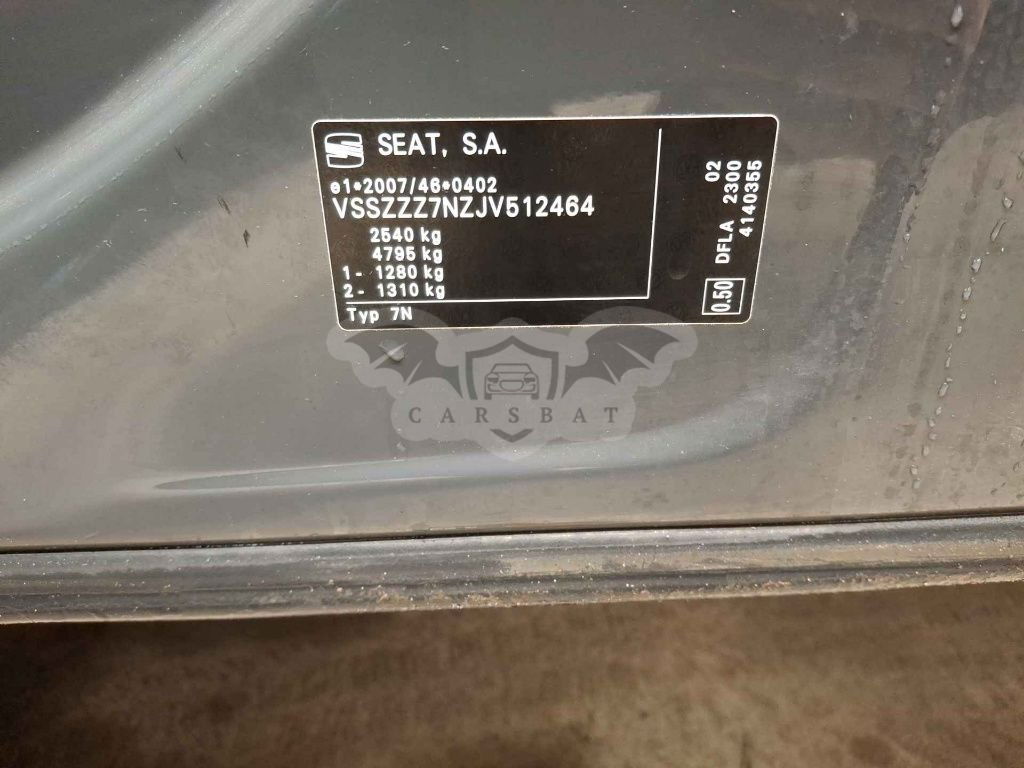 SEAT, S.A.
e1*2007/46*0402
VSSZZZ7NZJV512464
2540 kg
4795 kg
1- 1280 kg
2- 1310 kg
Typ 7N
02
DFLA 2300
0.50 4140355
CARSBAT